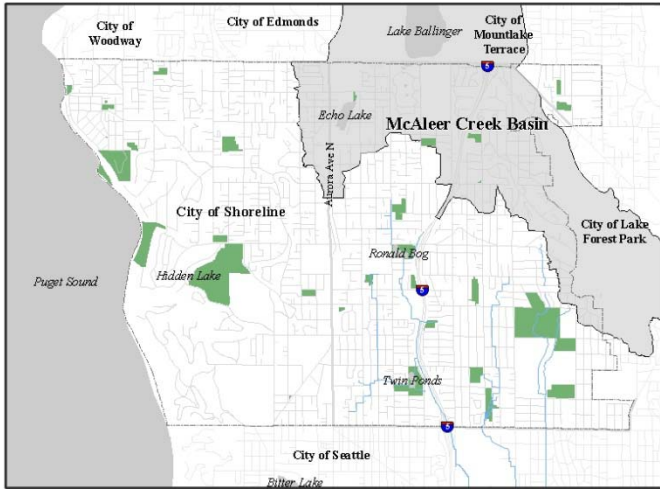 City of
Woodway
City of Edmonds
Lake Ballinger
City of
Mountlake
Terrace
5
Echo Lake
McAleer Creek Basin
Aurora Ave N
City of Shoreline
City of Lake
Forest Park
Ronald Bog
Puget Sound
Hidden Lake
5
Twin Ponds
5
City of Seattle
Bitter Lake